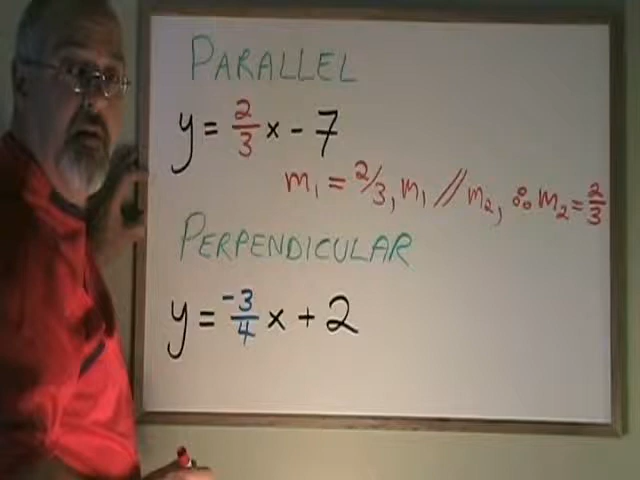 PARALLEL
y = 2/3 x - 7
m₁ = 2/3, m₁ // m₂, ∴ m₂ = 2/3
PERPENDICULAR
y = -3/4 x + 2